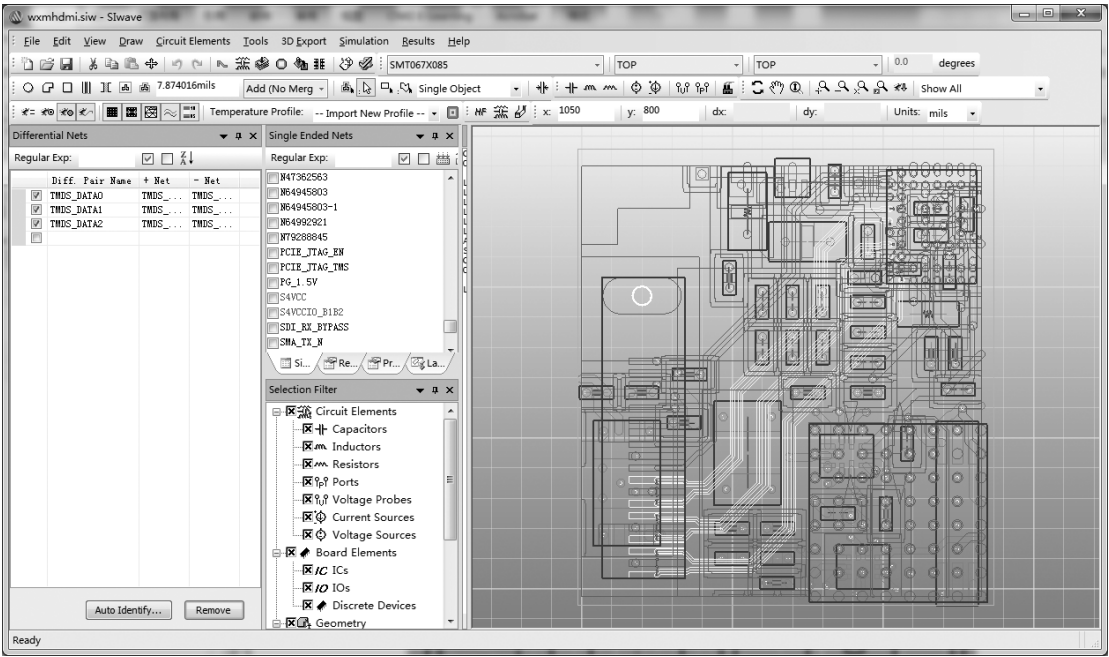 wxmhdmi.siw - SIwave
File Edit View Draw Circuit Elements Tools 3D Export Simulation Results Help
SMT067X085 TOP TOP 0.0 degrees
7.874016mils Add (No Merg Single Object Show All
Temperature Profile: -- Import New Profile -- x: 1050 y: 800 dx: dy: Units: mils
Differential Nets
Regular Exp:
Diff. Pair Name + Net - Net
TMDS_DATA0 TMDS_... TMDS_...
TMDS_DATA1 TMDS_... TMDS_...
TMDS_DATA2 TMDS_... TMDS_...
Auto Identify... Remove
Single Ended Nets
Regular Exp:
N47362563
N64945803
N64945803-1
N64992921
N79288845
PCIE_JTAG_EN
PCIE_JTAG_TMS
PG_1.5V
S4VCC
S4VCCIO_B1B2
SDI_RX_BYPASS
SMA_TX_N
Si... Re... Pr... La...
Selection Filter
Circuit Elements
Capacitors
Inductors
Resistors
Ports
Voltage Probes
Current Sources
Voltage Sources
Board Elements
IC ICs
IO IOs
Discrete Devices
Geometry
Ready